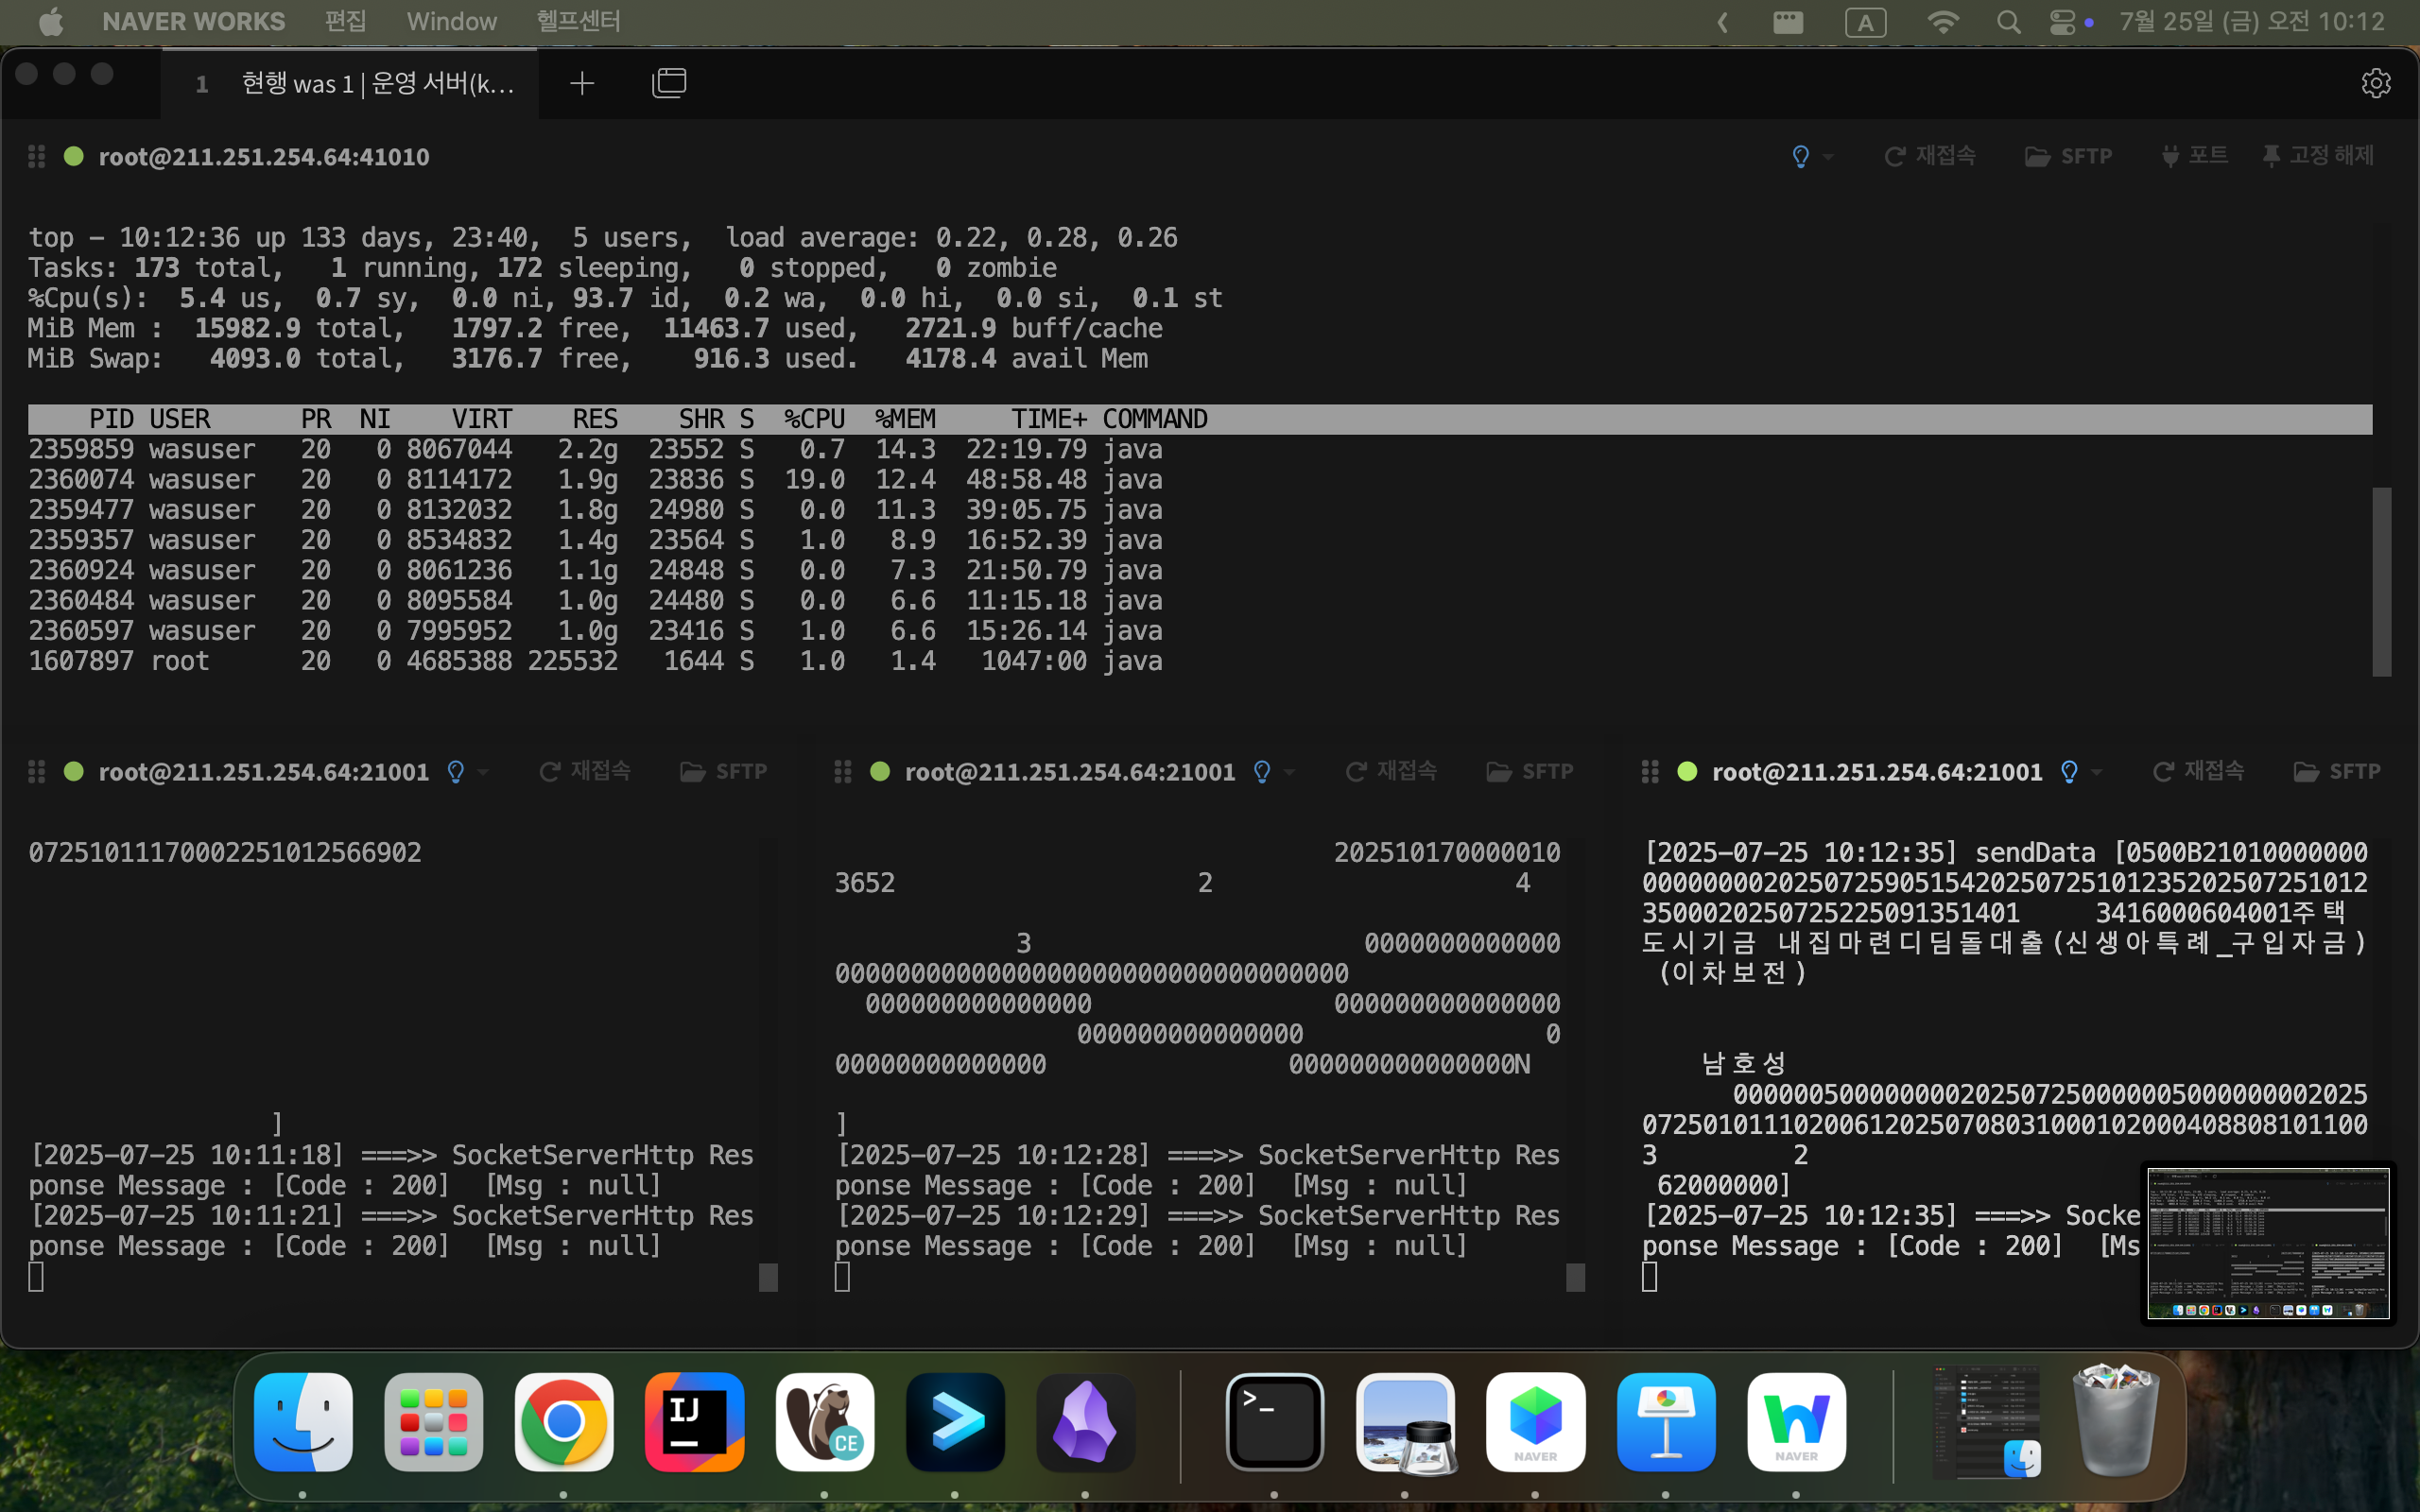 NAVER WORKS 편집 Window 헬프센터 A 7월 25일 (금) 오전 10:12
1 현행 was 1 | 운영 서버(k...
root@211.251.254.64:41010 재접속 SFTP 포트 고정 해제
top - 10:12:36 up 133 days, 23:40, 5 users, load average: 0.22, 0.28, 0.26
Tasks: 173 total, 1 running, 172 sleeping, 0 stopped, 0 zombie
%Cpu(s): 5.4 us, 0.7 sy, 0.0 ni, 93.7 id, 0.2 wa, 0.0 hi, 0.0 si, 0.1 st
MiB Mem : 15982.9 total, 1797.2 free, 11463.7 used, 2721.9 buff/cache
MiB Swap: 4093.0 total, 3176.7 free, 916.3 used. 4178.4 avail Mem
PID USER PR NI VIRT RES SHR S %CPU %MEM TIME+ COMMAND
2359859 wasuser 20 0 8067044 2.2g 23552 S 0.7 14.3 22:19.79 java
2360074 wasuser 20 0 8114172 1.9g 23836 S 19.0 12.4 48:58.48 java
2359477 wasuser 20 0 8132032 1.8g 24980 S 0.0 11.3 39:05.75 java
2359357 wasuser 20 0 8534832 1.4g 23564 S 1.0 8.9 16:52.39 java
2360924 wasuser 20 0 8061236 1.1g 24848 S 0.0 7.3 21:50.79 java
2360484 wasuser 20 0 8095584 1.0g 24480 S 0.0 6.6 11:15.18 java
2360597 wasuser 20 0 7995952 1.0g 23416 S 1.0 6.6 15:26.14 java
1607897 root 20 0 4685388 225532 1644 S 1.0 1.4 1047:00 java
root@211.251.254.64:21001 재접속 SFTP
07251011170002251012566902
]
[2025-07-25 10:11:18] ===>> SocketServerHttp Res
ponse Message : [Code : 200] [Msg : null]
[2025-07-25 10:11:21] ===>> SocketServerHttp Res
ponse Message : [Code : 200] [Msg : null]
root@211.251.254.64:21001 재접속 SFTP
202510170000010
3652 2 4
3 0000000000000
0000000000000000000000000000000000
000000000000000 000000000000000
000000000000000 0
00000000000000 000000000000000N
]
[2025-07-25 10:12:28] ===>> SocketServerHttp Res
ponse Message : [Code : 200] [Msg : null]
[2025-07-25 10:12:29] ===>> SocketServerHttp Res
ponse Message : [Code : 200] [Msg : null]
root@211.251.254.64:21001 재접속 SFTP
[2025-07-25 10:12:35] sendData [0500B21010000000
000000002025072590515420250725101235202507251012
3500020250725225091351401 3416000604001주택
도시기금 내집마련디딤돌대출(신생아특례_구입자금)
(이차보전)
남호성
000000500000000202507250000005000000002025
072501011102006120250708031000102000408808101100
3 2
62000000]
[2025-07-25 10:12:35] ===>> Socke
ponse Message : [Code : 200] [Ms
IJ
CE
>_
NAVER
NAVER